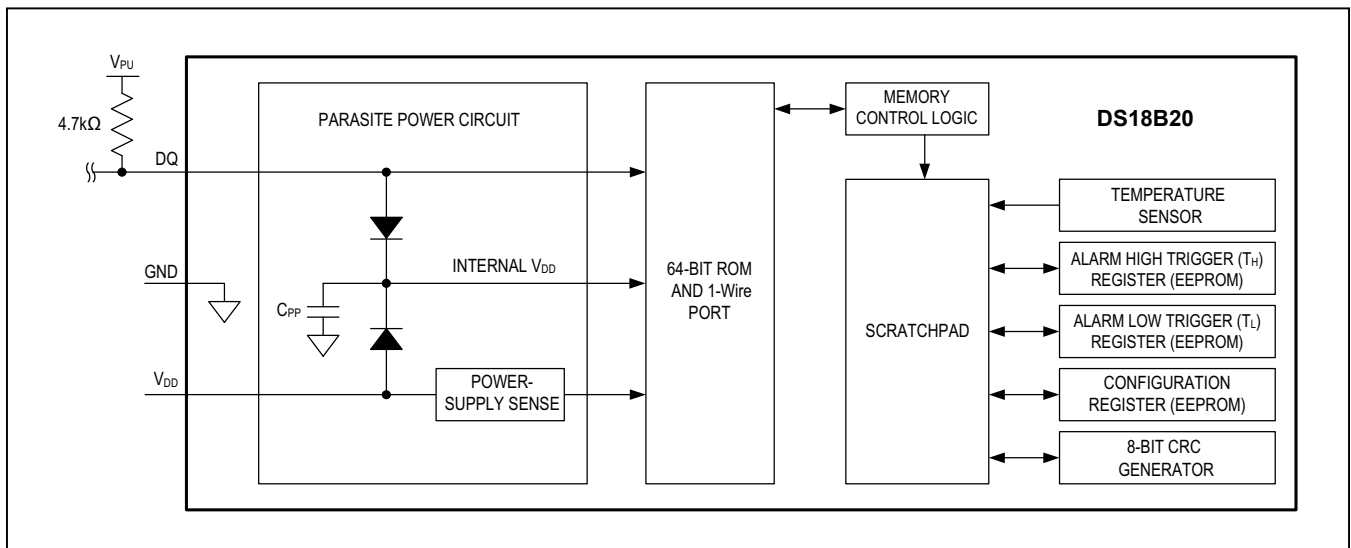 VPU
4.7kΩ
DQ
GND
VDD
PARASITE POWER CIRCUIT
INTERNAL VDD
CPP
POWER-
SUPPLY SENSE
64-BIT ROM
AND 1-Wire
PORT
MEMORY
CONTROL LOGIC
SCRATCHPAD
DS18B20
TEMPERATURE
SENSOR
ALARM HIGH TRIGGER (TH)
REGISTER (EEPROM)
ALARM LOW TRIGGER (TL)
REGISTER (EEPROM)
CONFIGURATION
REGISTER (EEPROM)
8-BIT CRC
GENERATOR